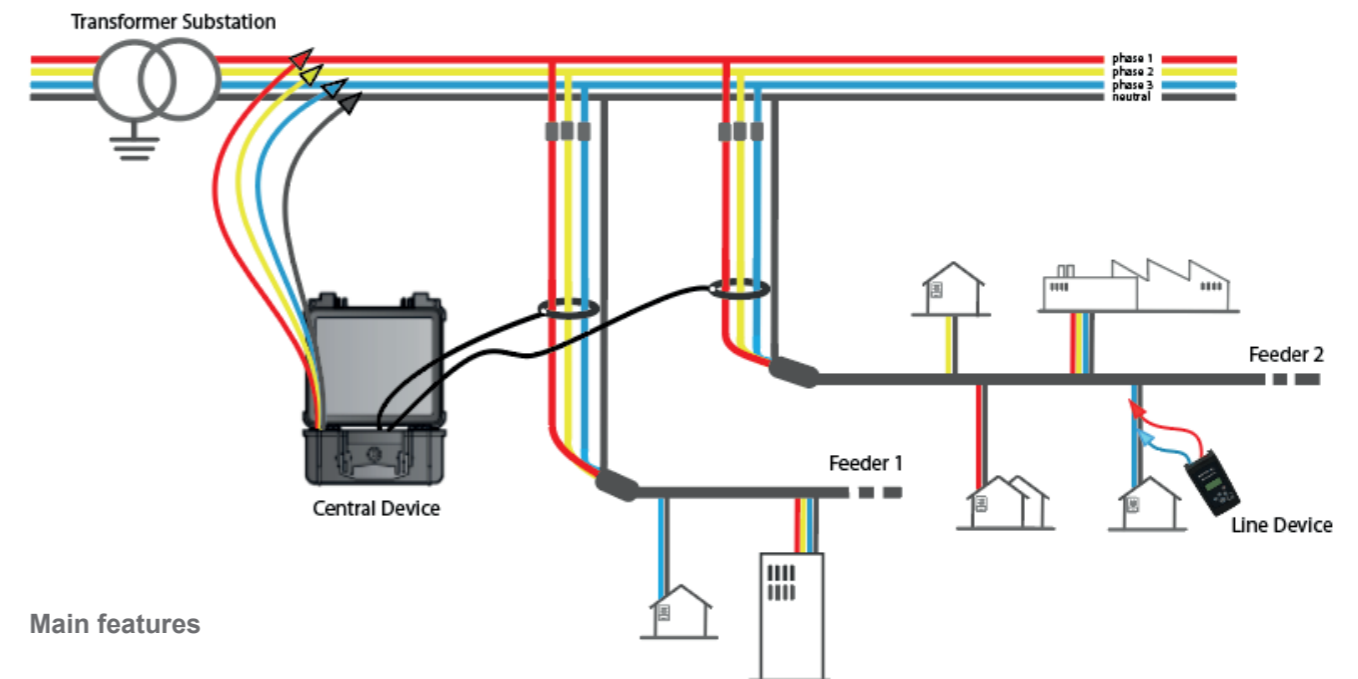 Transformer Substation
phase 1
phase 2
phase 3
neutral
Feeder 2
Feeder 1
Central Device
Line Device
Main features